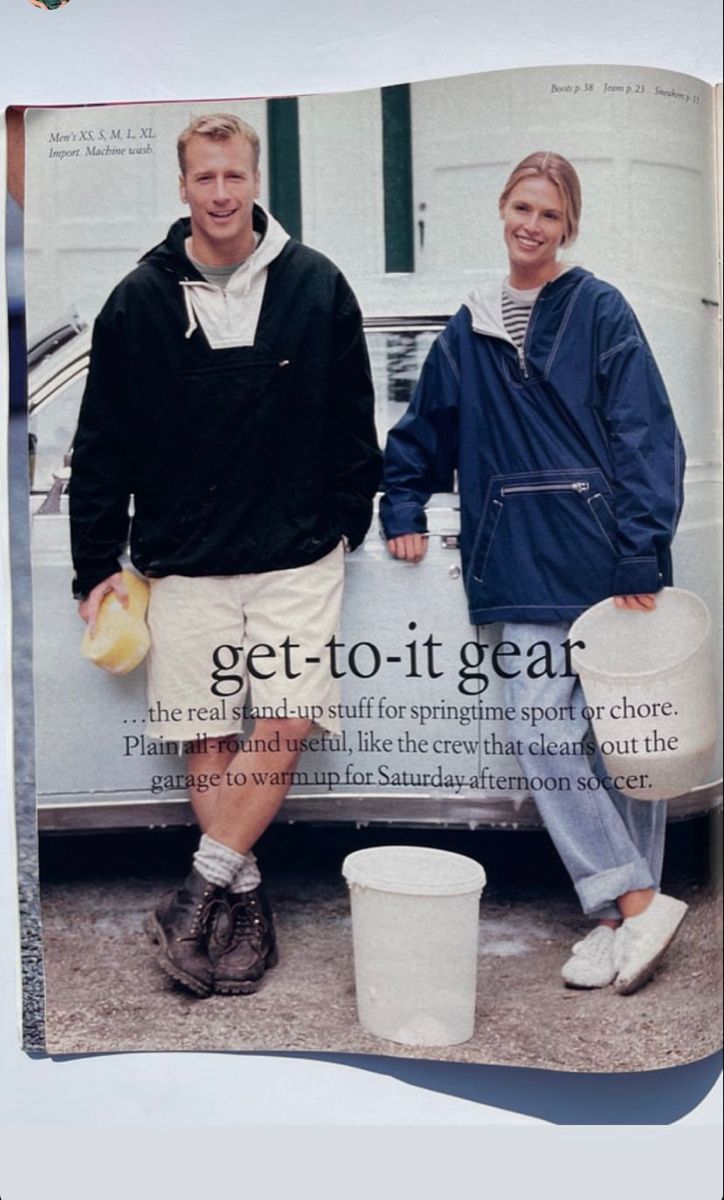 Boots p. 38 Jeans p. 23 Sneakers p. 11
Men's XS, S, M, L, XL.
Import. Machine wash.
get-to-it gear
...the real stand-up stuff for springtime sport or chore.
Plain all-round useful, like the crew that cleans out the
garage to warm up for Saturday afternoon soccer.